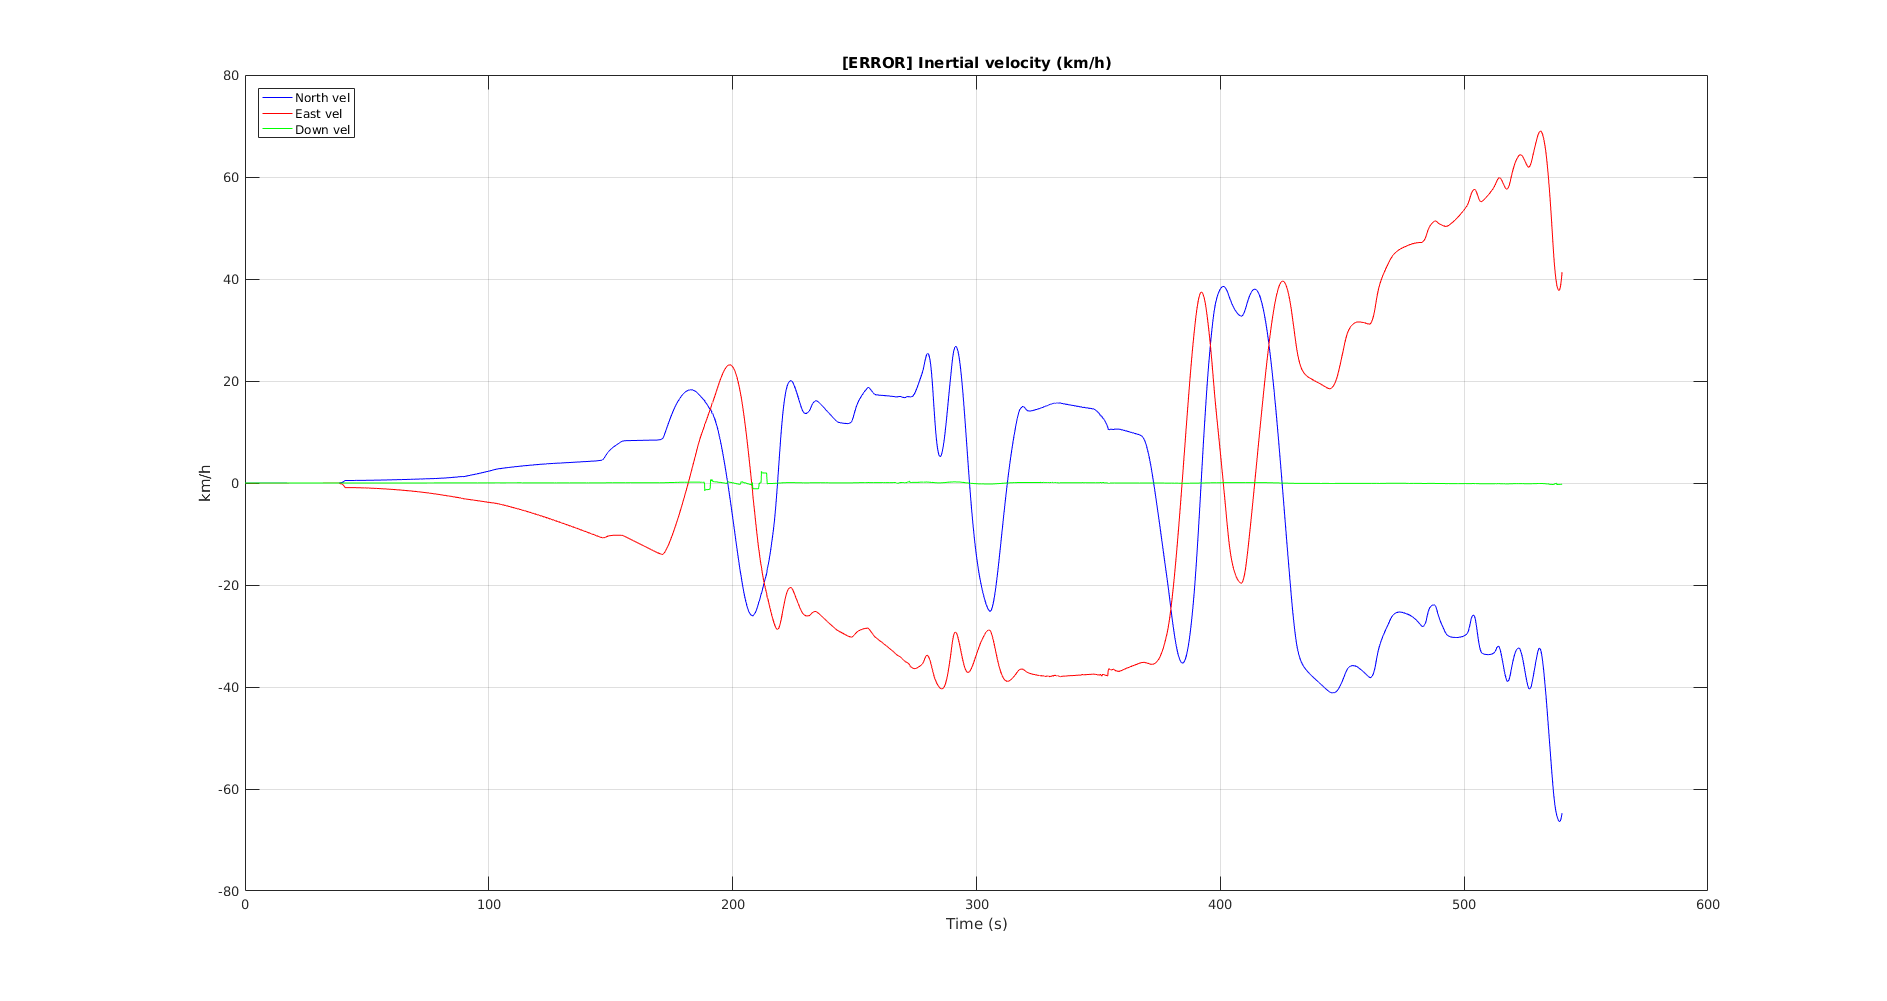 [ERROR] Inertial velocity (km/h)
80
North vel
East vel
Down vel
60
40
20
0
-20
-40
-60
-80
km/h
0 100 200 300 400 500 600
Time (s)